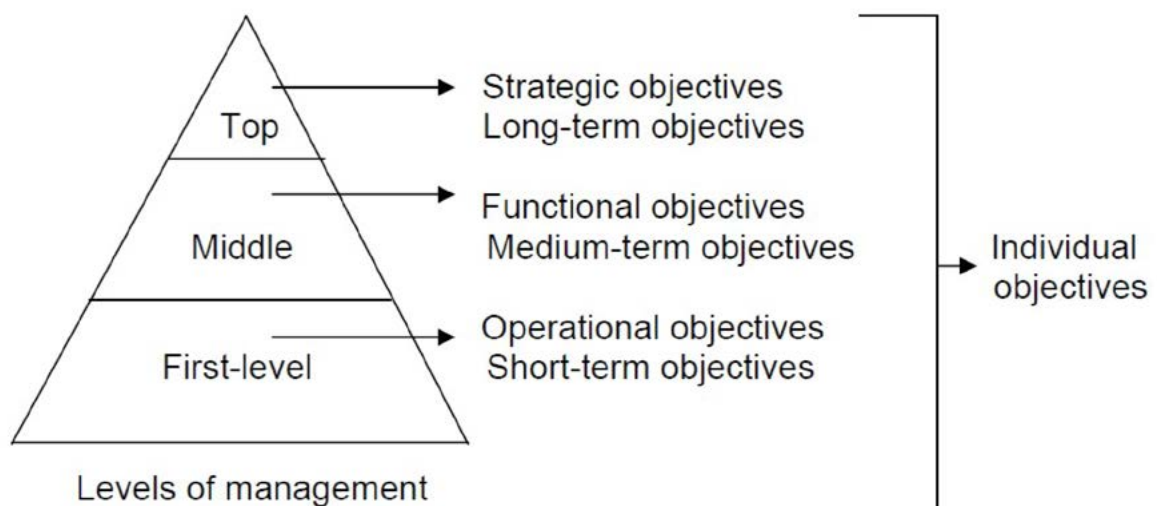 Top
Strategic objectives
Long-term objectives
Middle
Functional objectives
Medium-term objectives
First-level
Operational objectives
Short-term objectives
Individual
objectives
Levels of management